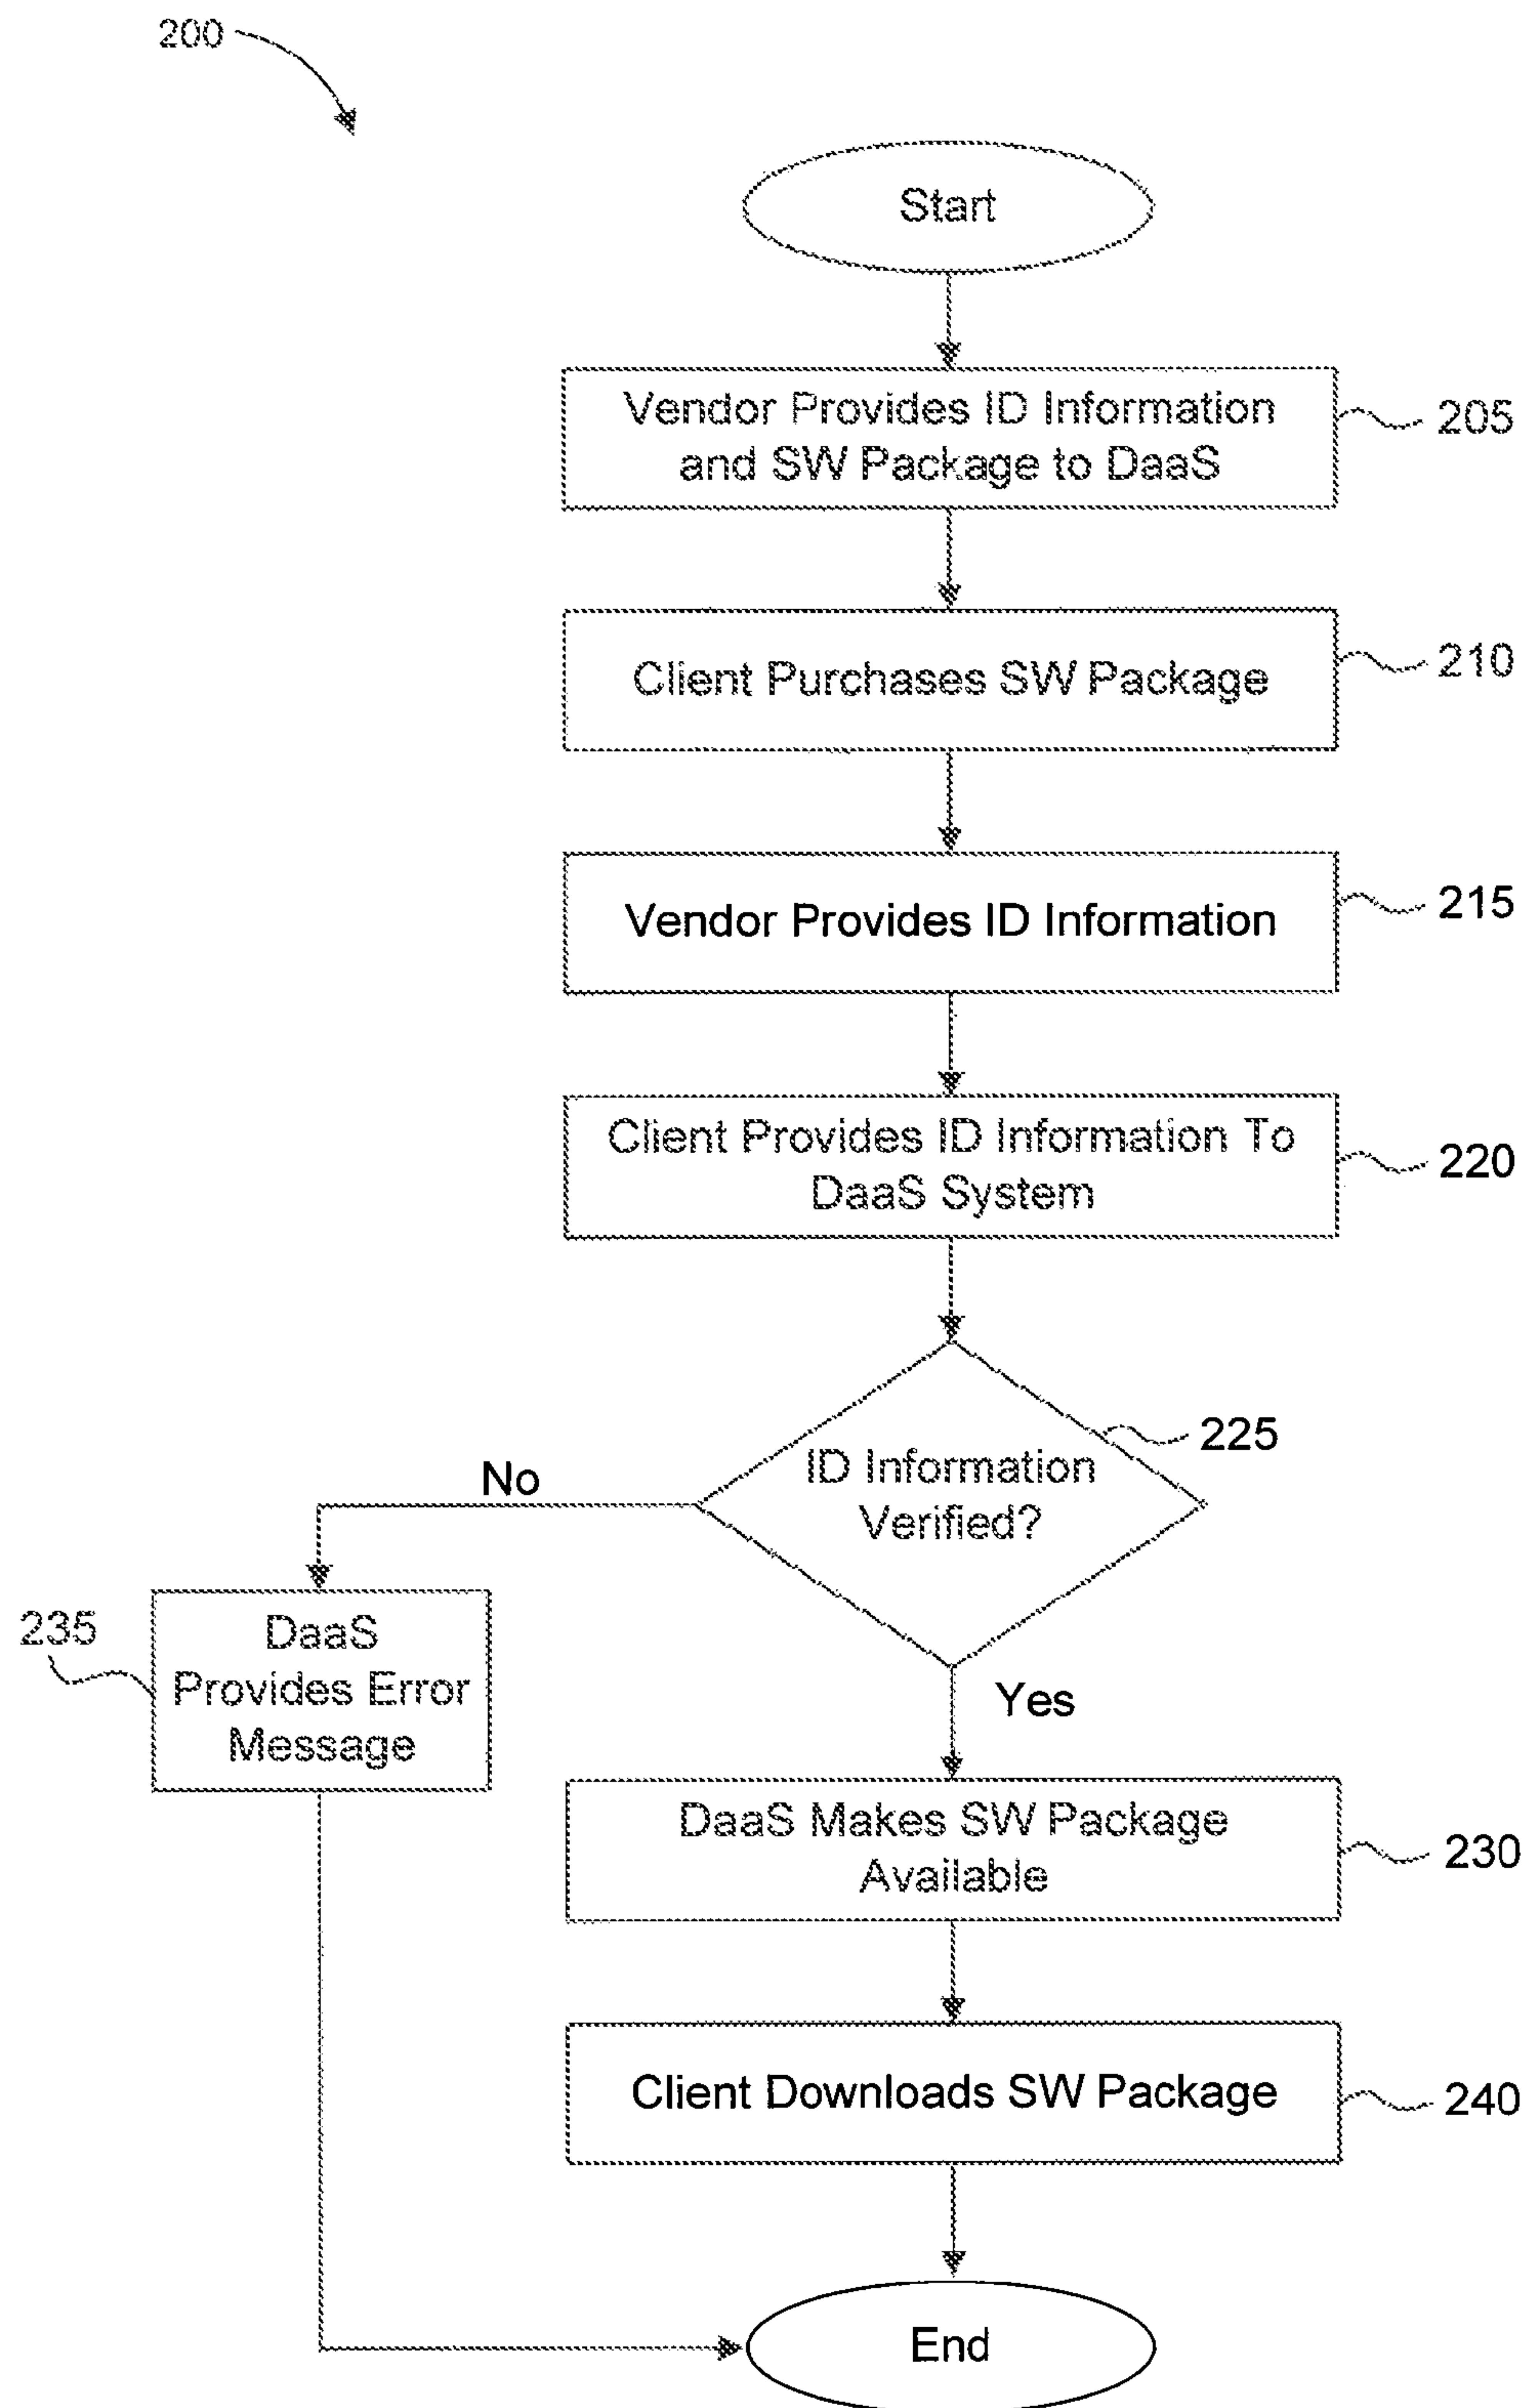 200
Start
Vendor Provides ID Information
and SW Package to DaaS
205
Client Purchases SW Package
210
Vendor Provides ID Information
215
Client Provides ID Information To
DaaS System
220
ID Information
Verified?
225
No
Yes
235
DaaS
Provides Error
Message
DaaS Makes SW Package
Available
230
Client Downloads SW Package
240
End